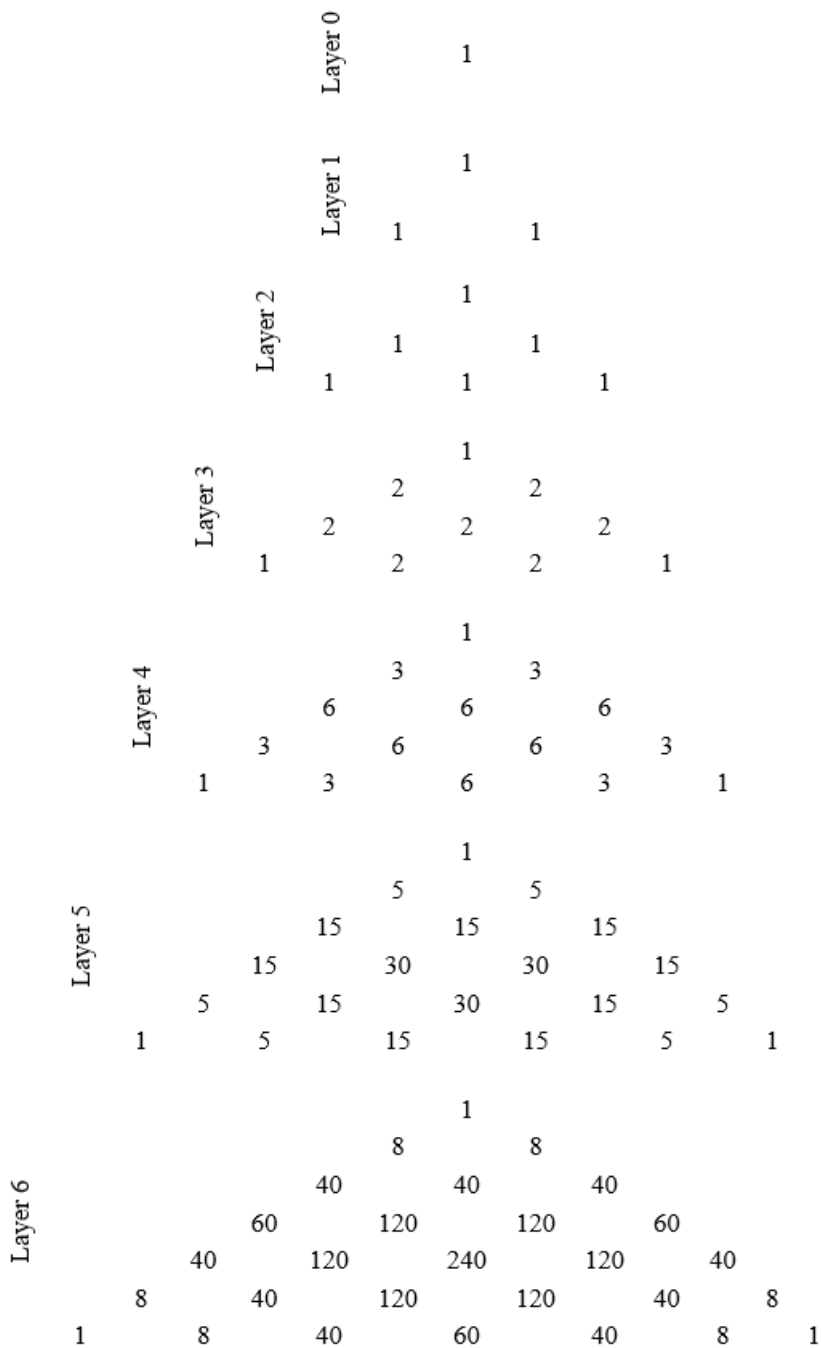 Layer 0
1
Layer 1
1
1 1
Layer 2
1
1 1
1 1 1
Layer 3
1
2 2
2 2 2
1 2 2 1
Layer 4
1
3 3
6 6 6
3 6 6 3
1 3 6 3 1
Layer 5
1
5 5
15 15 15
15 30 30 15
5 15 30 15 5
1 5 15 15 5 1
Layer 6
1
8 8
40 40 40
60 120 120 60
40 120 240 120 40
8 40 120 120 40 8
1 8 40 60 40 8 1